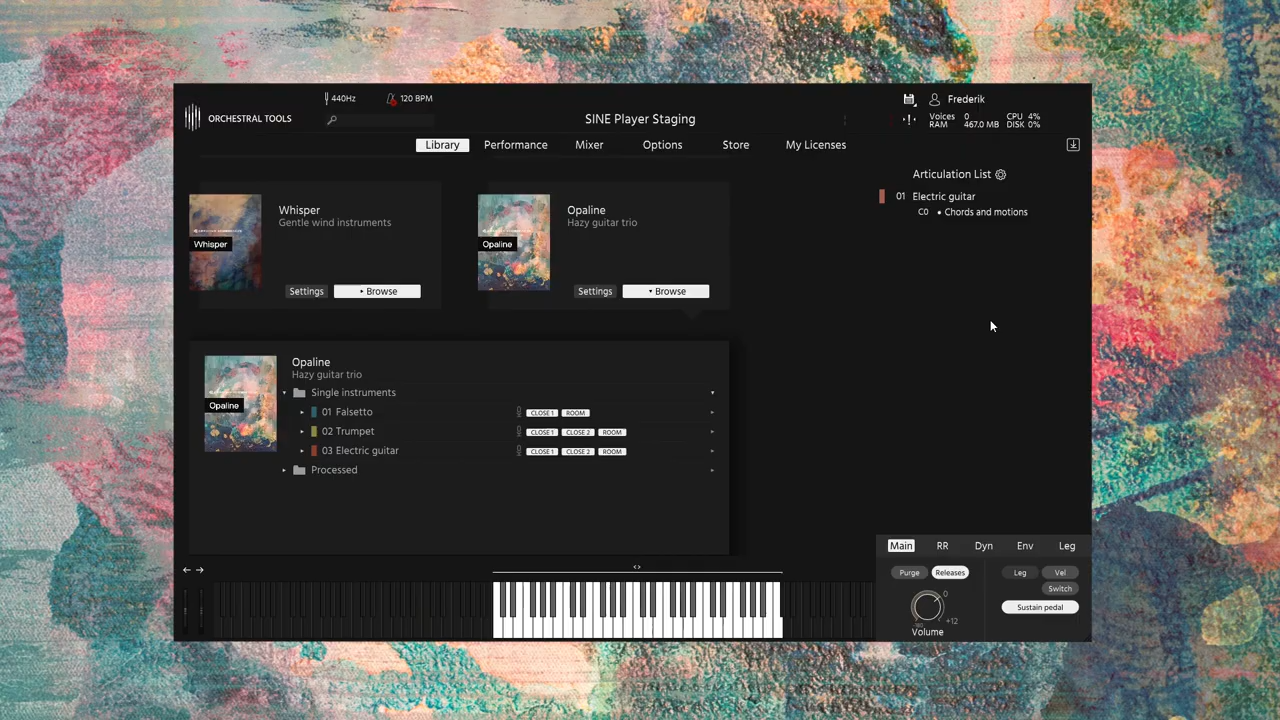 440Hz
120 BPM
ORCHESTRAL TOOLS
SINE Player Staging
Frederik
Voices 0 CPU 4%
RAM 467.0 MB DISK 0%
Library Performance Mixer Options Store My Licenses
Articulation List
01 Electric guitar
C0 • Chords and motions
Whisper
Whisper
Gentle wind instruments
Settings
Browse
Opaline
Opaline
Hazy guitar trio
Settings
Browse
Opaline
Opaline
Hazy guitar trio
Single instruments
01 Falsetto CLOSE 1 ROOM
02 Trumpet CLOSE 1 CLOSE 2 ROOM
03 Electric guitar CLOSE 1 CLOSE 2 ROOM
Processed
Main RR Dyn Env Leg
Purge Releases Leg Vel
Switch
Sustain pedal
0
+12
Volume